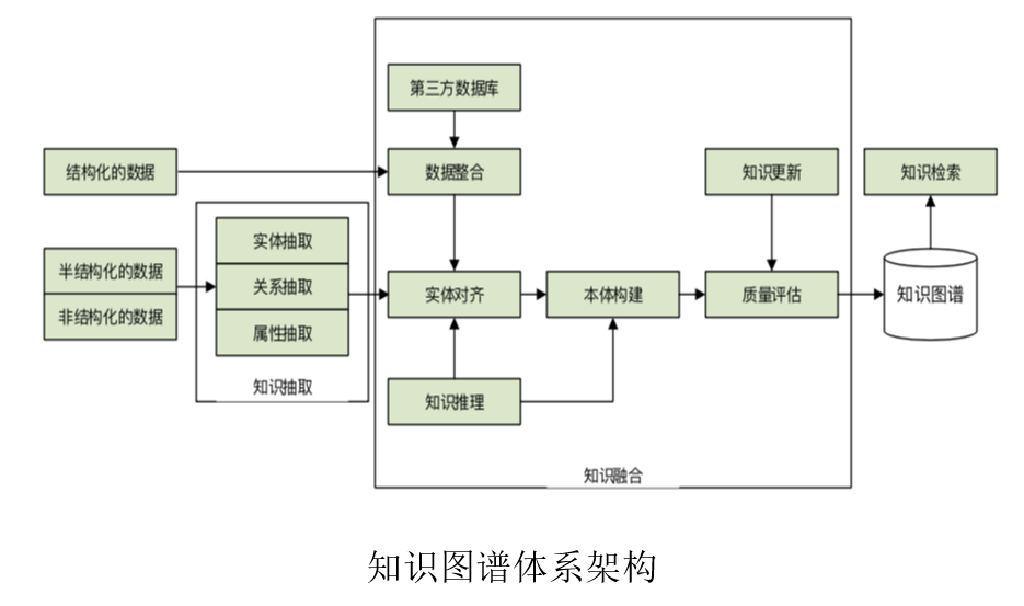 第三方数据库
结构化的数据
数据整合
知识更新
知识检索
实体抽取
半结构化的数据
关系抽取
实体对齐
本体构建
质量评估
知识图谱
非结构化的数据
属性抽取
知识抽取
知识推理
知识融合
知识图谱体系架构